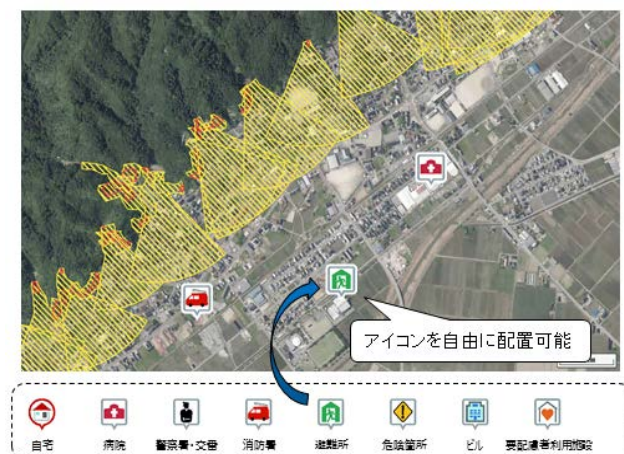 アイコンを自由に配置可能
自宅
病院
警察署・交番
消防署
避難所
危険箇所
ビル
要配慮者利用施設